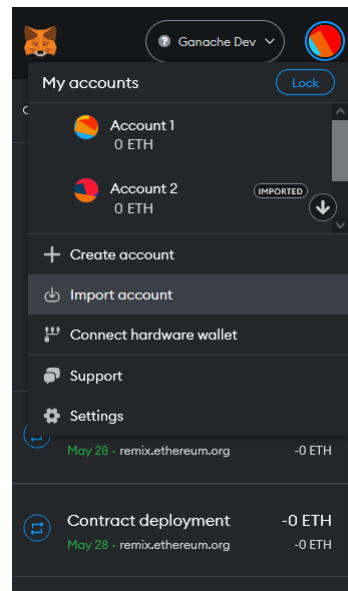 Ganache Dev
My accounts
Lock
Account 1
0 ETH
Account 2
IMPORTED
0 ETH
Create account
Import account
Connect hardware wallet
Support
Settings
May 28 · remix.ethereum.org
-0 ETH
Contract deployment
-0 ETH
May 28 · remix.ethereum.org
-0 ETH